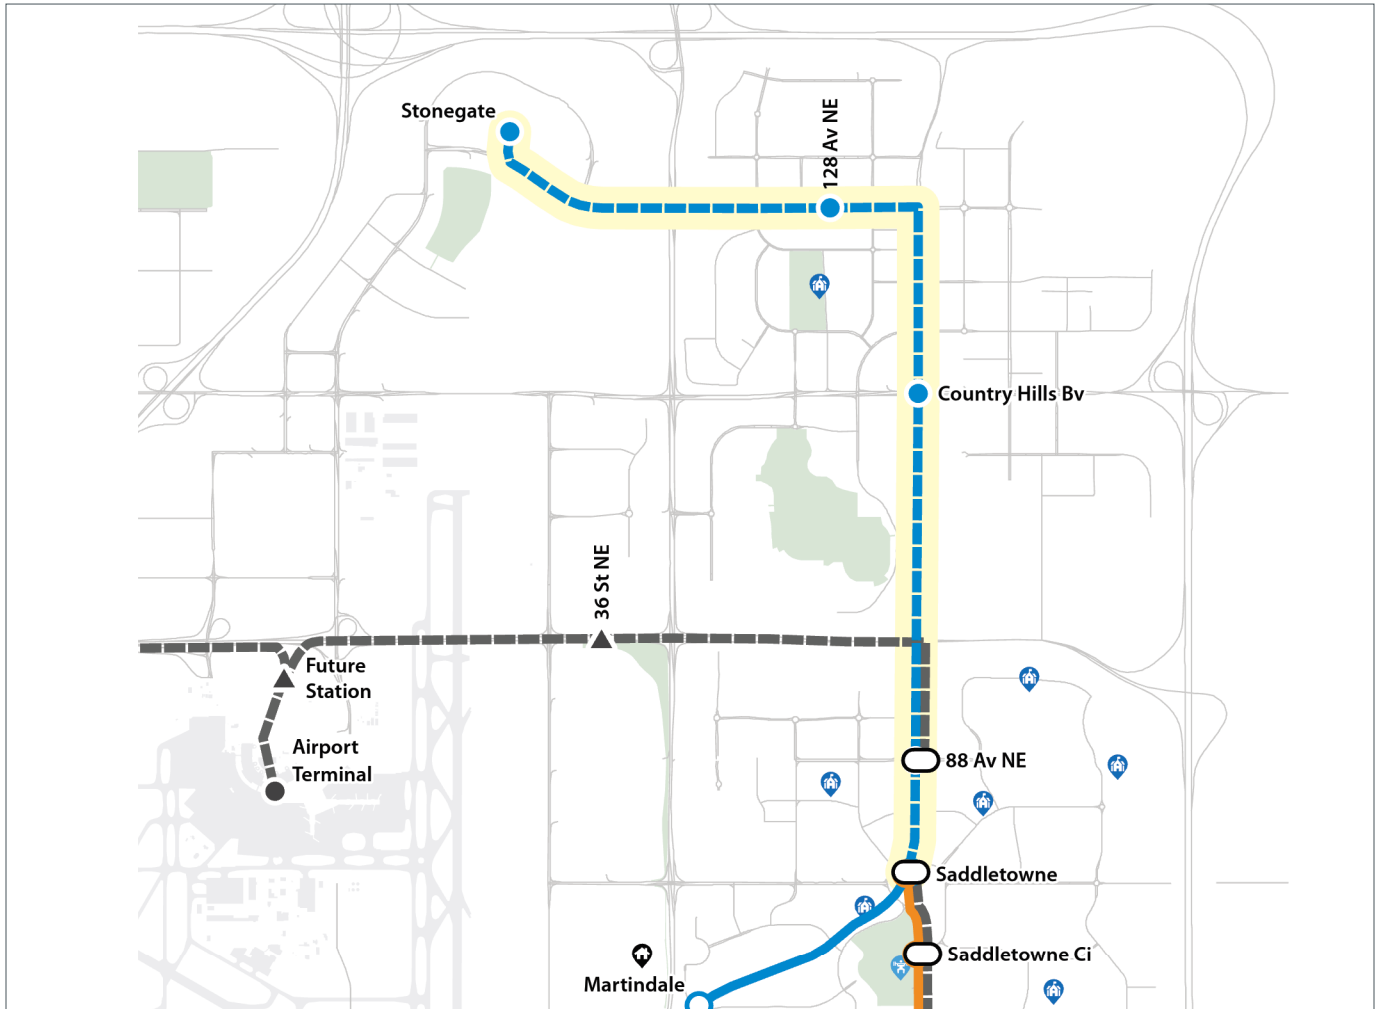 Stonegate
128 Av NE
Country Hills Bv
36 St NE
Future
Station
Airport
Terminal
88 Av NE
Saddletowne
Saddletowne Ci
Martindale